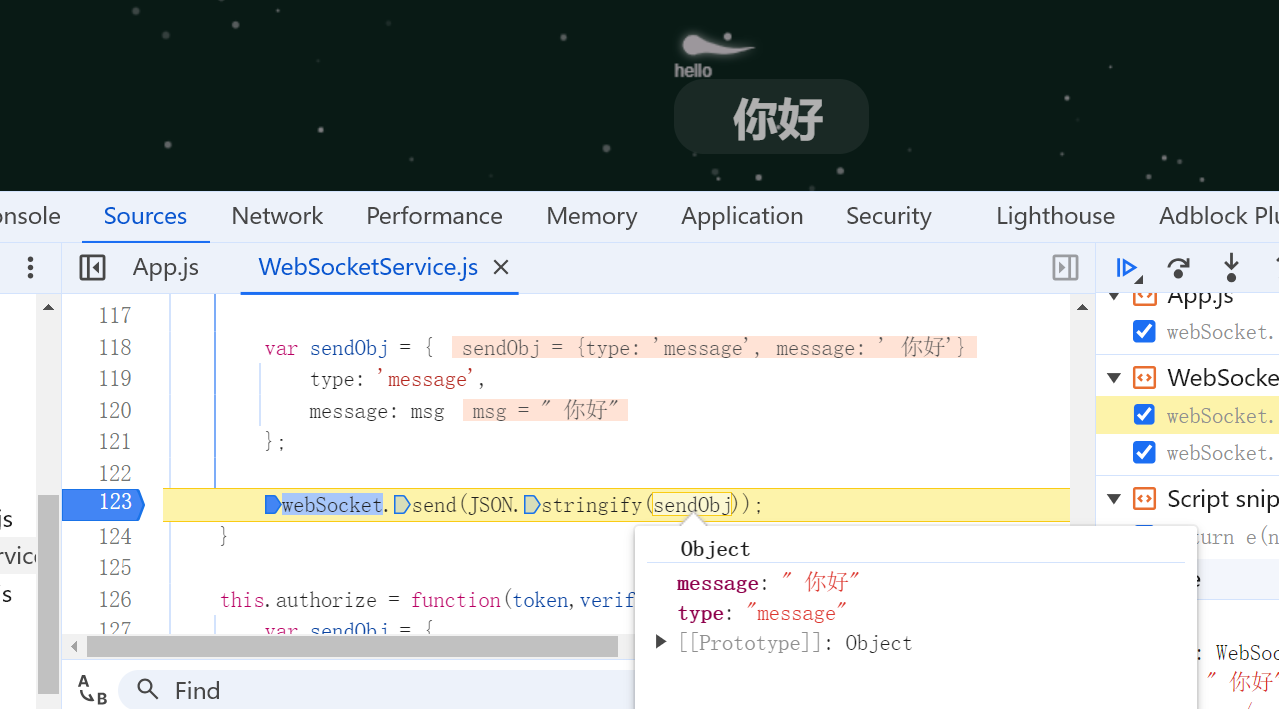 hello
你好
onsole Sources Network Performance Memory Application Security Lighthouse Adblock Plu
App.js WebSocketService.js
117
118 var sendObj = { sendObj = {type: 'message', message: ' 你好'}
119 type: 'message',
120 message: msg msg = " 你好"
121 };
122
123 webSocket.send(JSON.stringify(sendObj));
124 }
125
126 this.authorize = function(token,verif
127 var sendObj = {
Object
message: " 你好"
type: "message"
[[Prototype]]: Object
A B Find
js
rvice
s
App.js
webSocket.
WebSocke
webSocket.
webSocket.
Script snip
urn e(n
e
: WebSoc
" 你好"